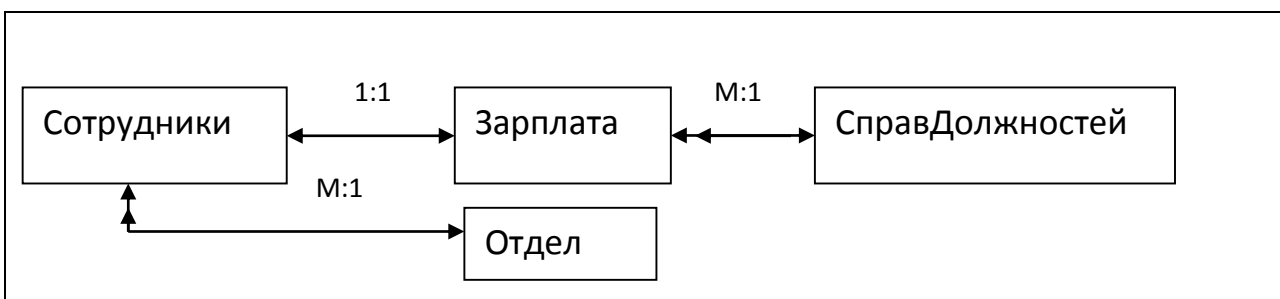 1:1
М:1
Сотрудники
Зарплата
СправДолжностей
М:1
Отдел